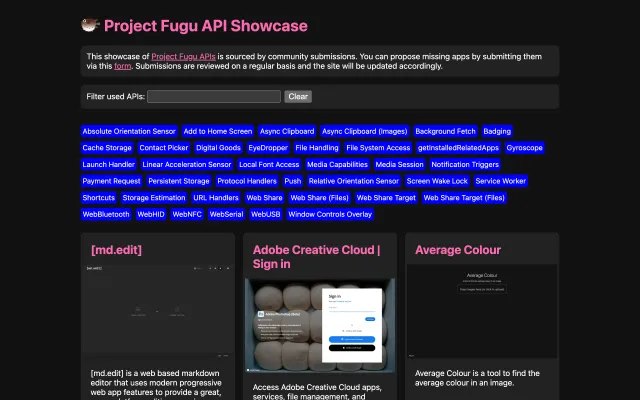 Project Fugu API Showcase
This showcase of Project Fugu APIs is sourced by community submissions. You can propose missing apps by submitting them
via this form. Submissions are reviewed on a regular basis and the site will be updated accordingly.
Filter used APIs: Clear
Absolute Orientation Sensor Add to Home Screen Async Clipboard Async Clipboard (Images) Background Fetch Badging
Cache Storage Contact Picker Digital Goods EyeDropper File Handling File System Access getInstalledRelatedApps Gyroscope
Launch Handler Linear Acceleration Sensor Local Font Access Media Capabilities Media Session Notification Triggers
Payment Request Persistent Storage Protocol Handlers Push Relative Orientation Sensor Screen Wake Lock Service Worker
Shortcuts Storage Estimation URL Handlers Web Share Web Share (Files) Web Share Target Web Share Target (Files)
WebBluetooth WebHID WebNFC WebSerial WebUSB Window Controls Overlay
[md.edit]
[md.edit] is a web based markdown
editor that uses modern progressive
web app features to provide a great,
Adobe Creative Cloud |
Sign in
Sign in
Access Adobe Creative Cloud apps,
services, file management, and
Average Colour
Average Colour
Average Colour is a tool to find the
average colour in an image.